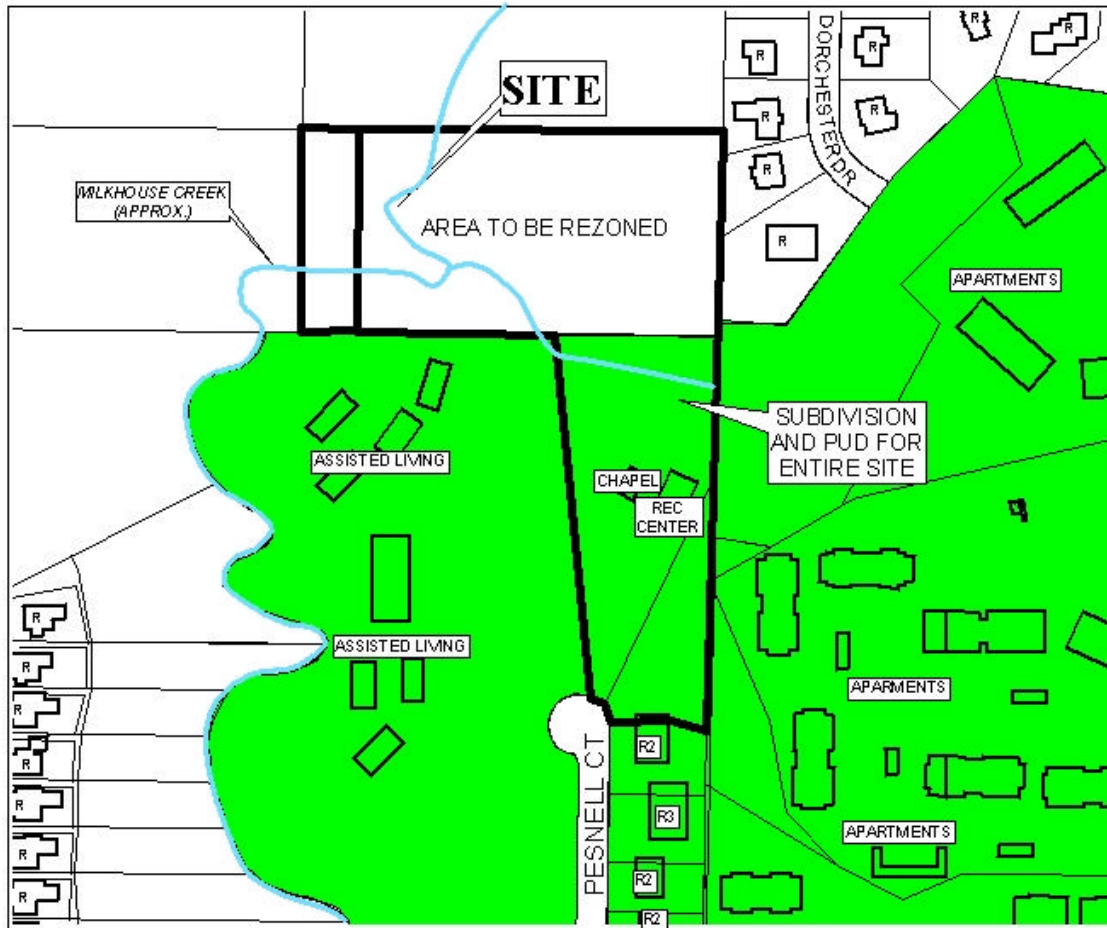 DORCHESTER DR
R
R
R
R
R
R
R
SITE
MILKHOUSE CREEK
(APPROX.)
AREA TO BE REZONED
APARTMENTS
SUBDIVISION
AND PUD FOR
ENTIRE SITE
ASSISTED LIVING
CHAPEL
REC
CENTER
R
R
R
R
R
R
R
ASSISTED LIVING
APARMENTS
PESNELL CT
R2
R3
R2
R2
APARTMENTS